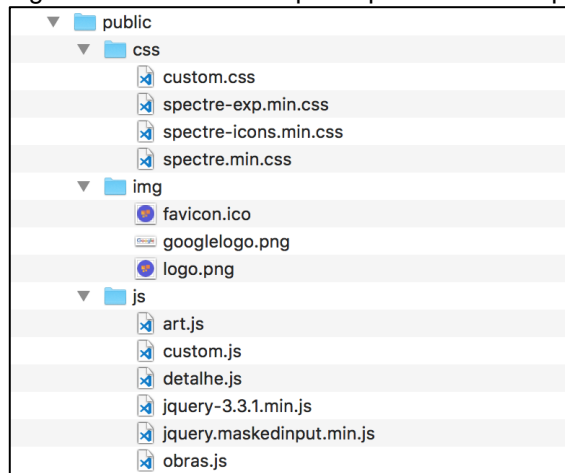 public
css
custom.css
spectre-exp.min.css
spectre-icons.min.css
spectre.min.css
img
favicon.ico
googlelogo.png
logo.png
js
art.js
custom.js
detalhe.js
jquery-3.3.1.min.js
jquery.maskedinput.min.js
obras.js